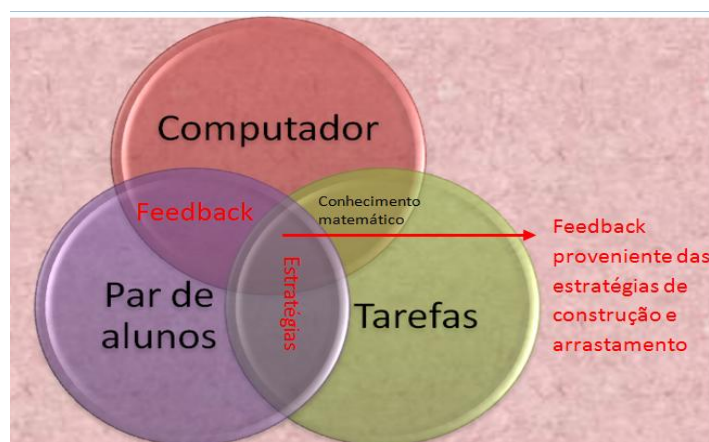 Computador
Feedback
Conhecimento
matemático
Estratégias
Par de
alunos
Tarefas
Feedback
proveniente das
estratégias de
construção e
arrastamento